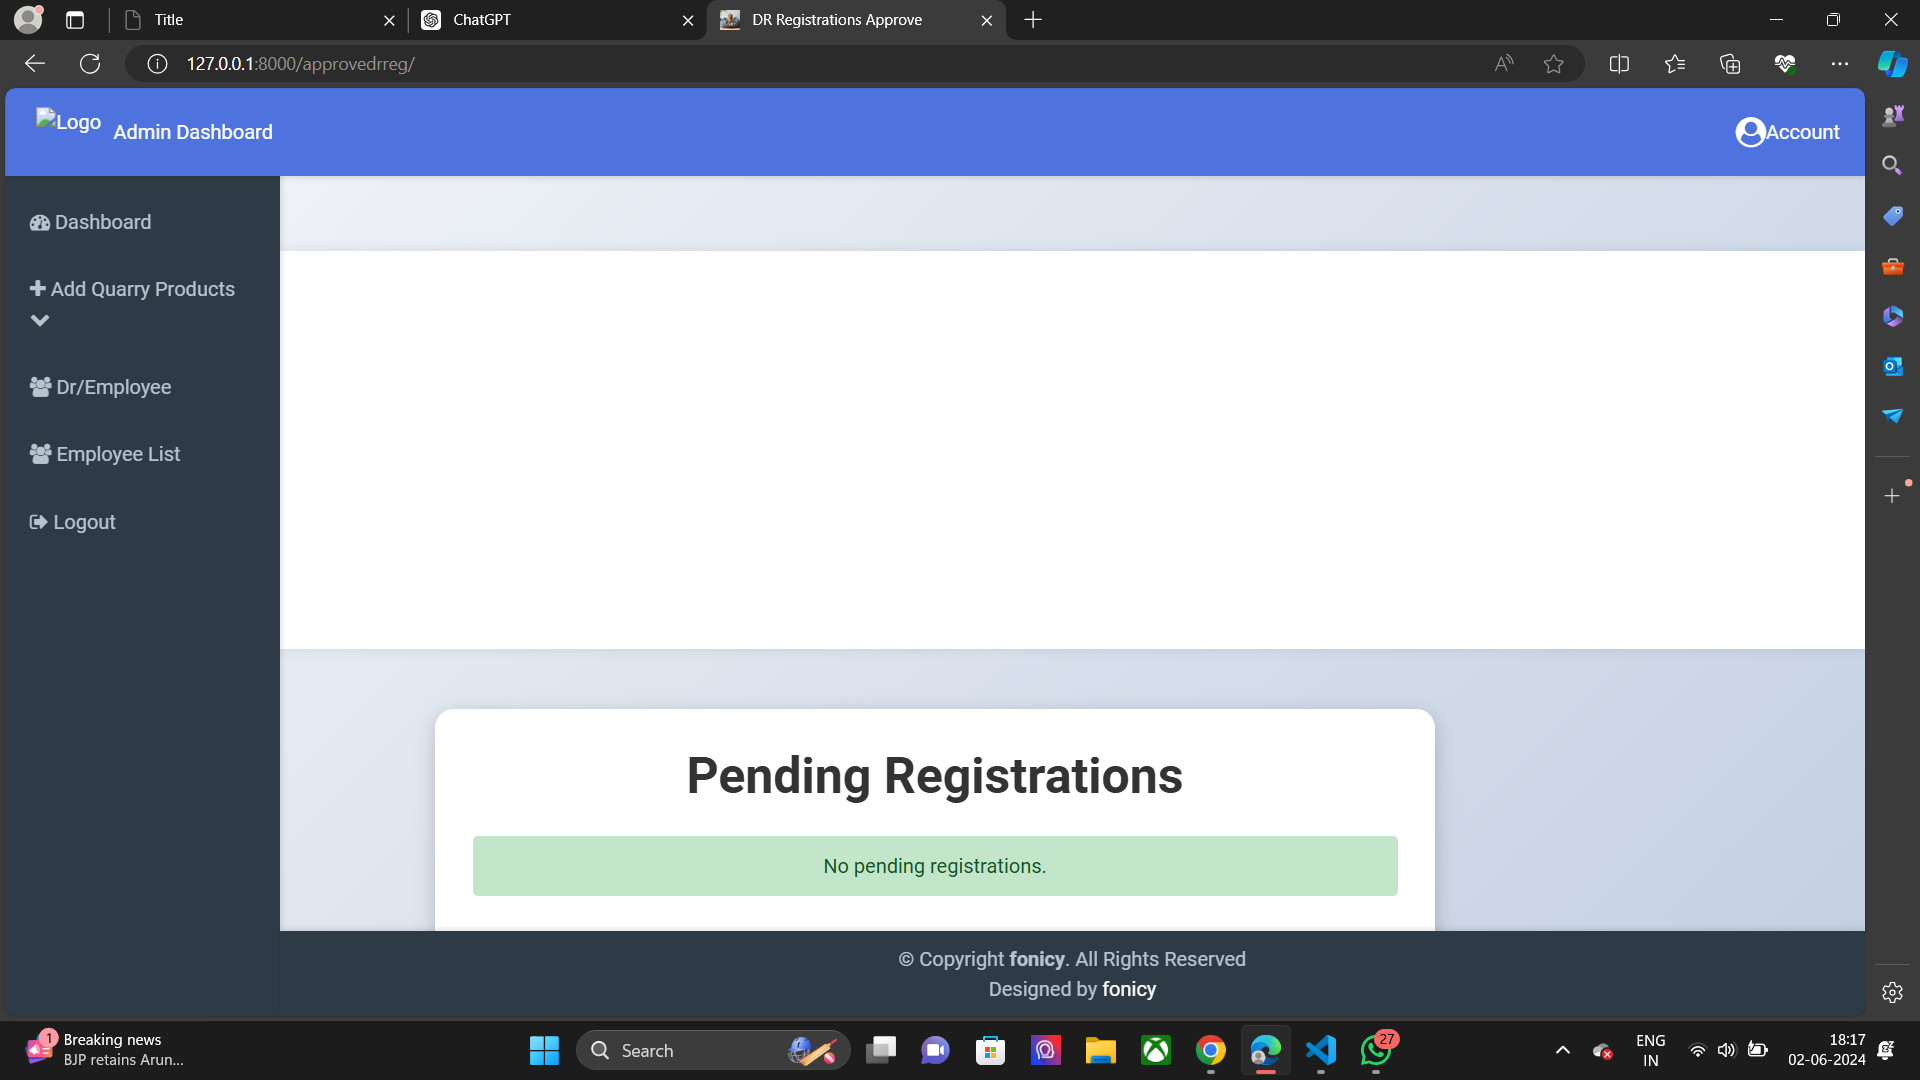 Title
ChatGPT
DR Registrations Approve
127.0.0.1:8000/approvedrreg/
Logo
Admin Dashboard
Account
Dashboard
Add Quarry Products
Dr/Employee
Employee List
Logout
Pending Registrations
No pending registrations.
© Copyright fonicy. All Rights Reserved
Designed by fonicy
1
Breaking news
BJP retains Arun...
Search
27
ENG
IN
18:17
02-06-2024